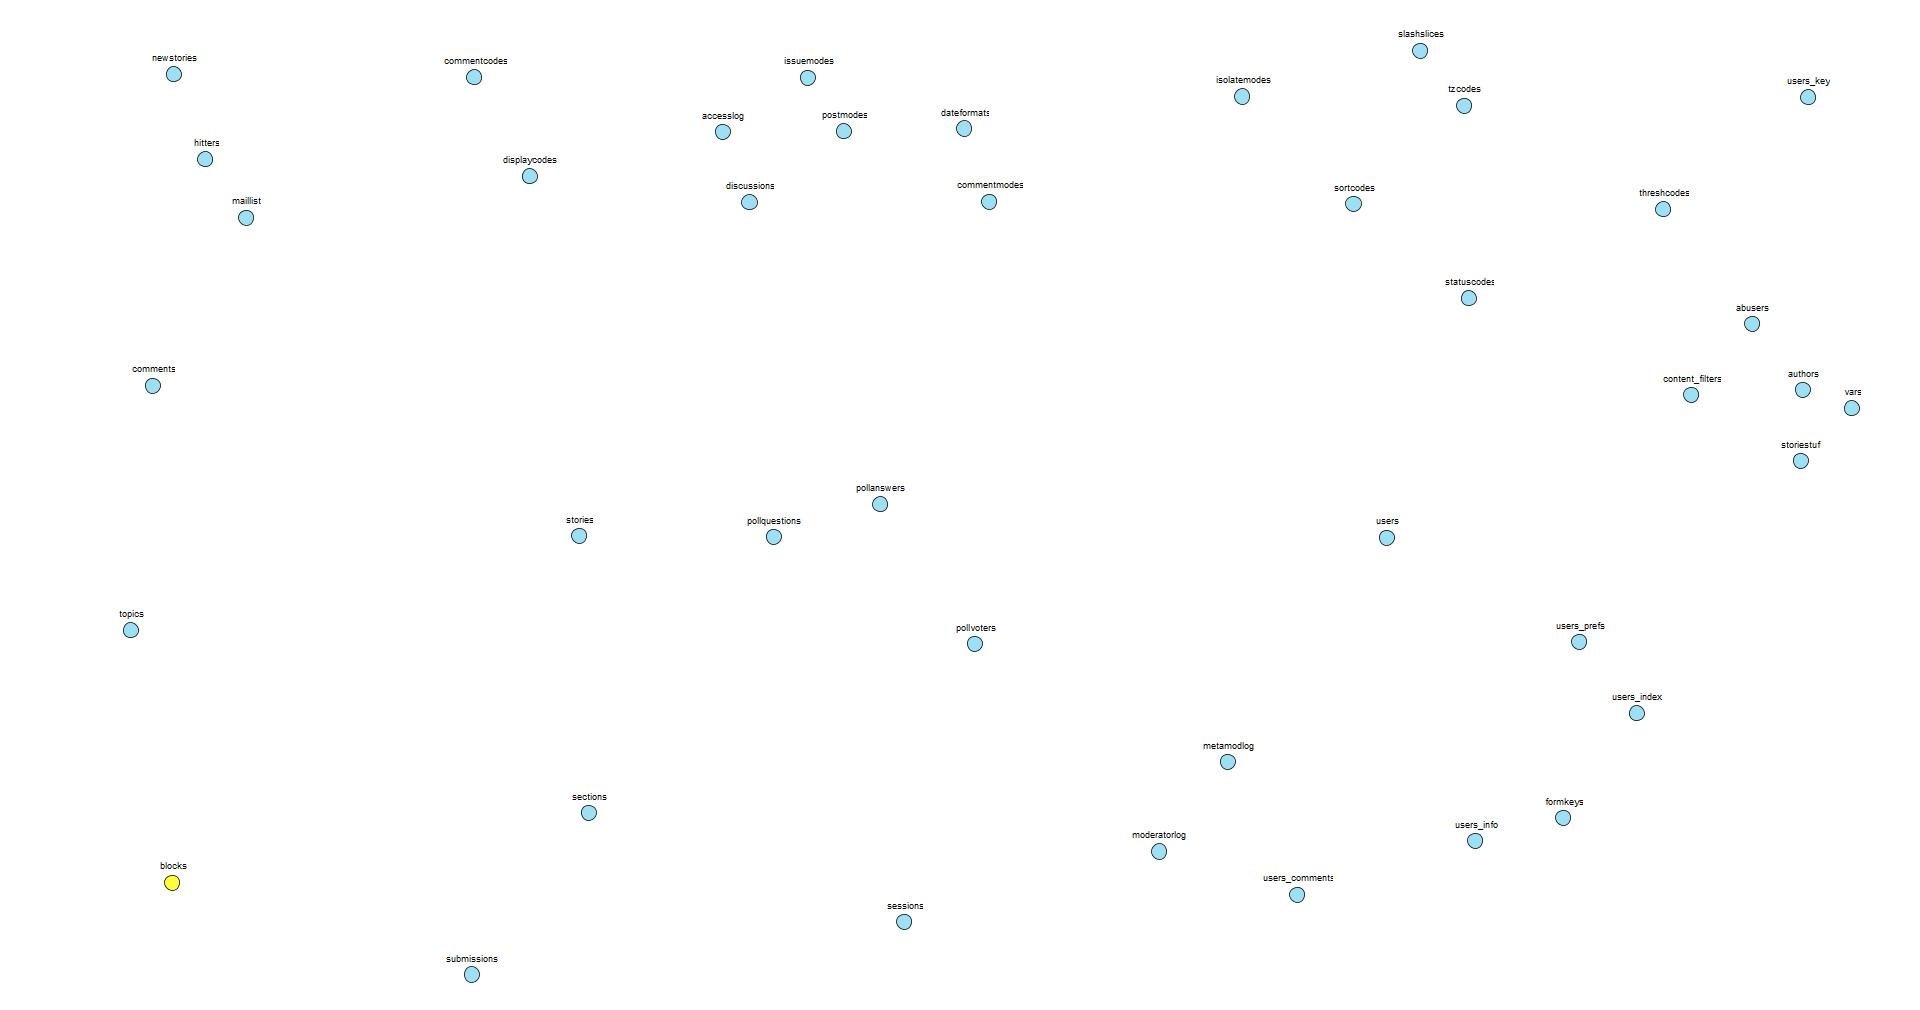 slashslices
newstories
commentcodes
issuemodes
isolatemodes
users_key
tzcodes
accesslog
postmodes
dateformats
hitters
displaycodes
discussions
commentmodes
sortcodes
threshcodes
maillist
statuscodes
abusers
comments
content_filters
authors
vars
storiestuf
pollanswers
stories
pollquestions
users
topics
pollvoters
users_prefs
users_index
metamodlog
sections
formkeys
users_info
moderatorlog
blocks
users_comments
sessions
submissions